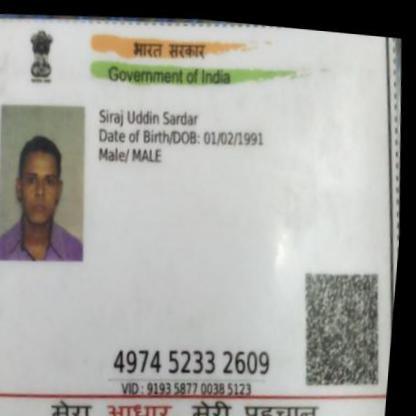 भारत सरकार
Government of India
Siraj Uddin Sardar
Date of Birth/DOB: 01/02/1991
Male/ MALE
4974 5233 2609
VID : 9193 5877 0038 5123
मेरा आधार, मेरी पहचान